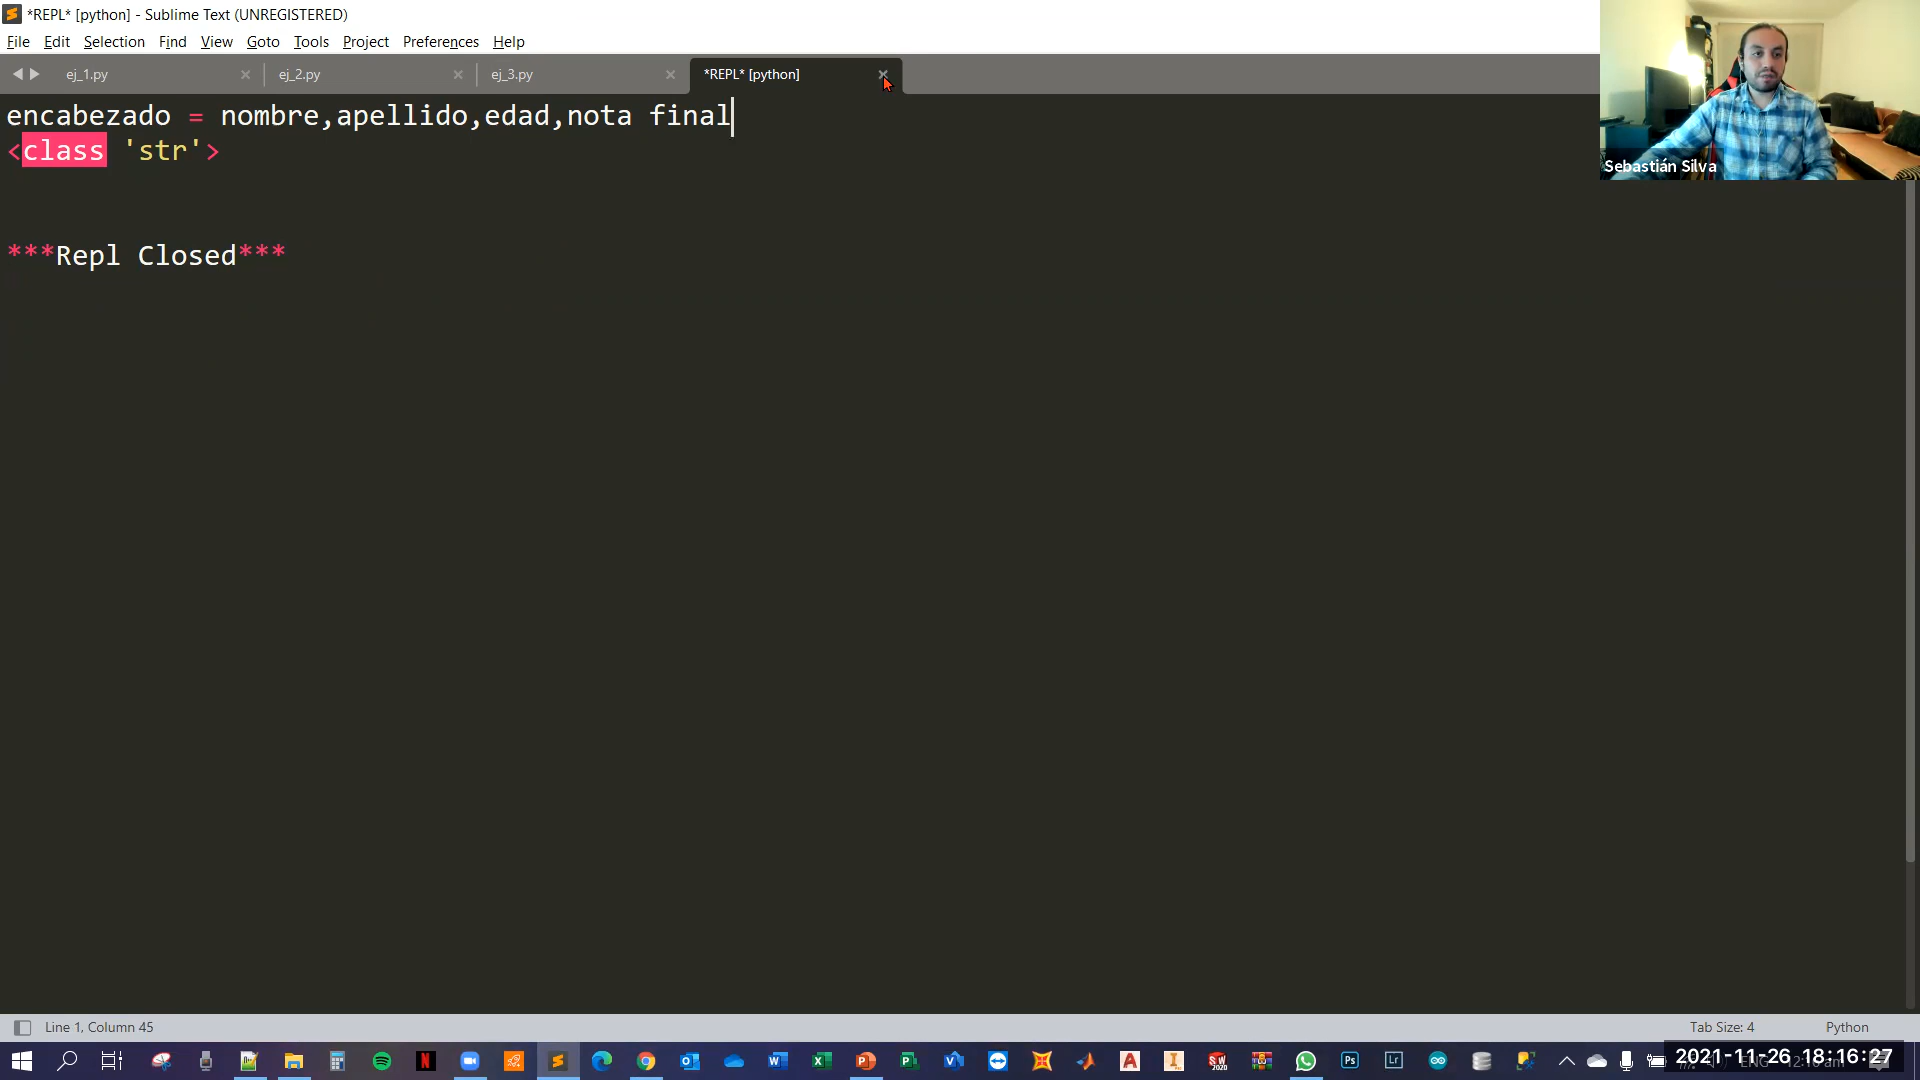 *REPL* [python] - Sublime Text (UNREGISTERED)
File Edit Selection Find View Goto Tools Project Preferences Help
ej_1.py ej_2.py ej_3.py *REPL* [python]
encabezado = nombre,apellido,edad,nota final
<class 'str'>
***Repl Closed***
Sebastián Silva
Line 1, Column 45 Tab Size: 4 Python
2021-11-26 18:16:27